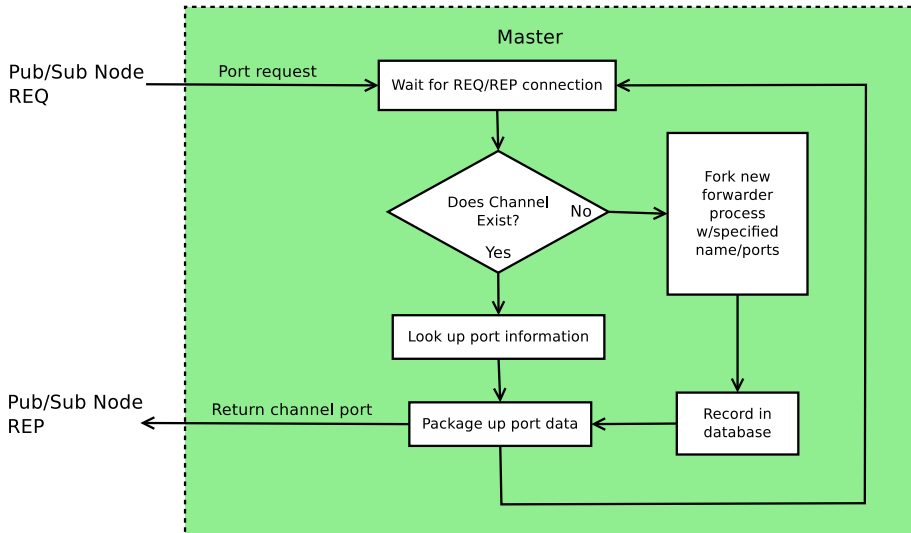 Master
Pub/Sub Node
REQ
Port request
Wait for REQ/REP connection
Does Channel
Exist?
No
Yes
Fork new
forwarder
process
w/specified
name/ports
Look up port information
Pub/Sub Node
REP
Return channel port
Package up port data
Record in
database